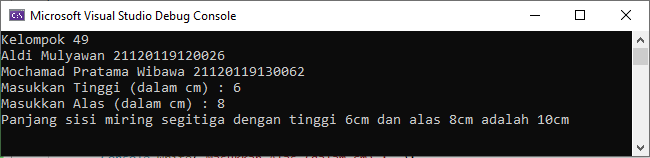 Microsoft Visual Studio Debug Console
Kelompok 49
Aldi Mulyawan 21120119120026
Mochamad Pratama Wibawa 21120119130062
Masukkan Tinggi (dalam cm) : 6
Masukkan Alas (dalam cm) : 8
Panjang sisi miring segitiga dengan tinggi 6cm dan alas 8cm adalah 10cm